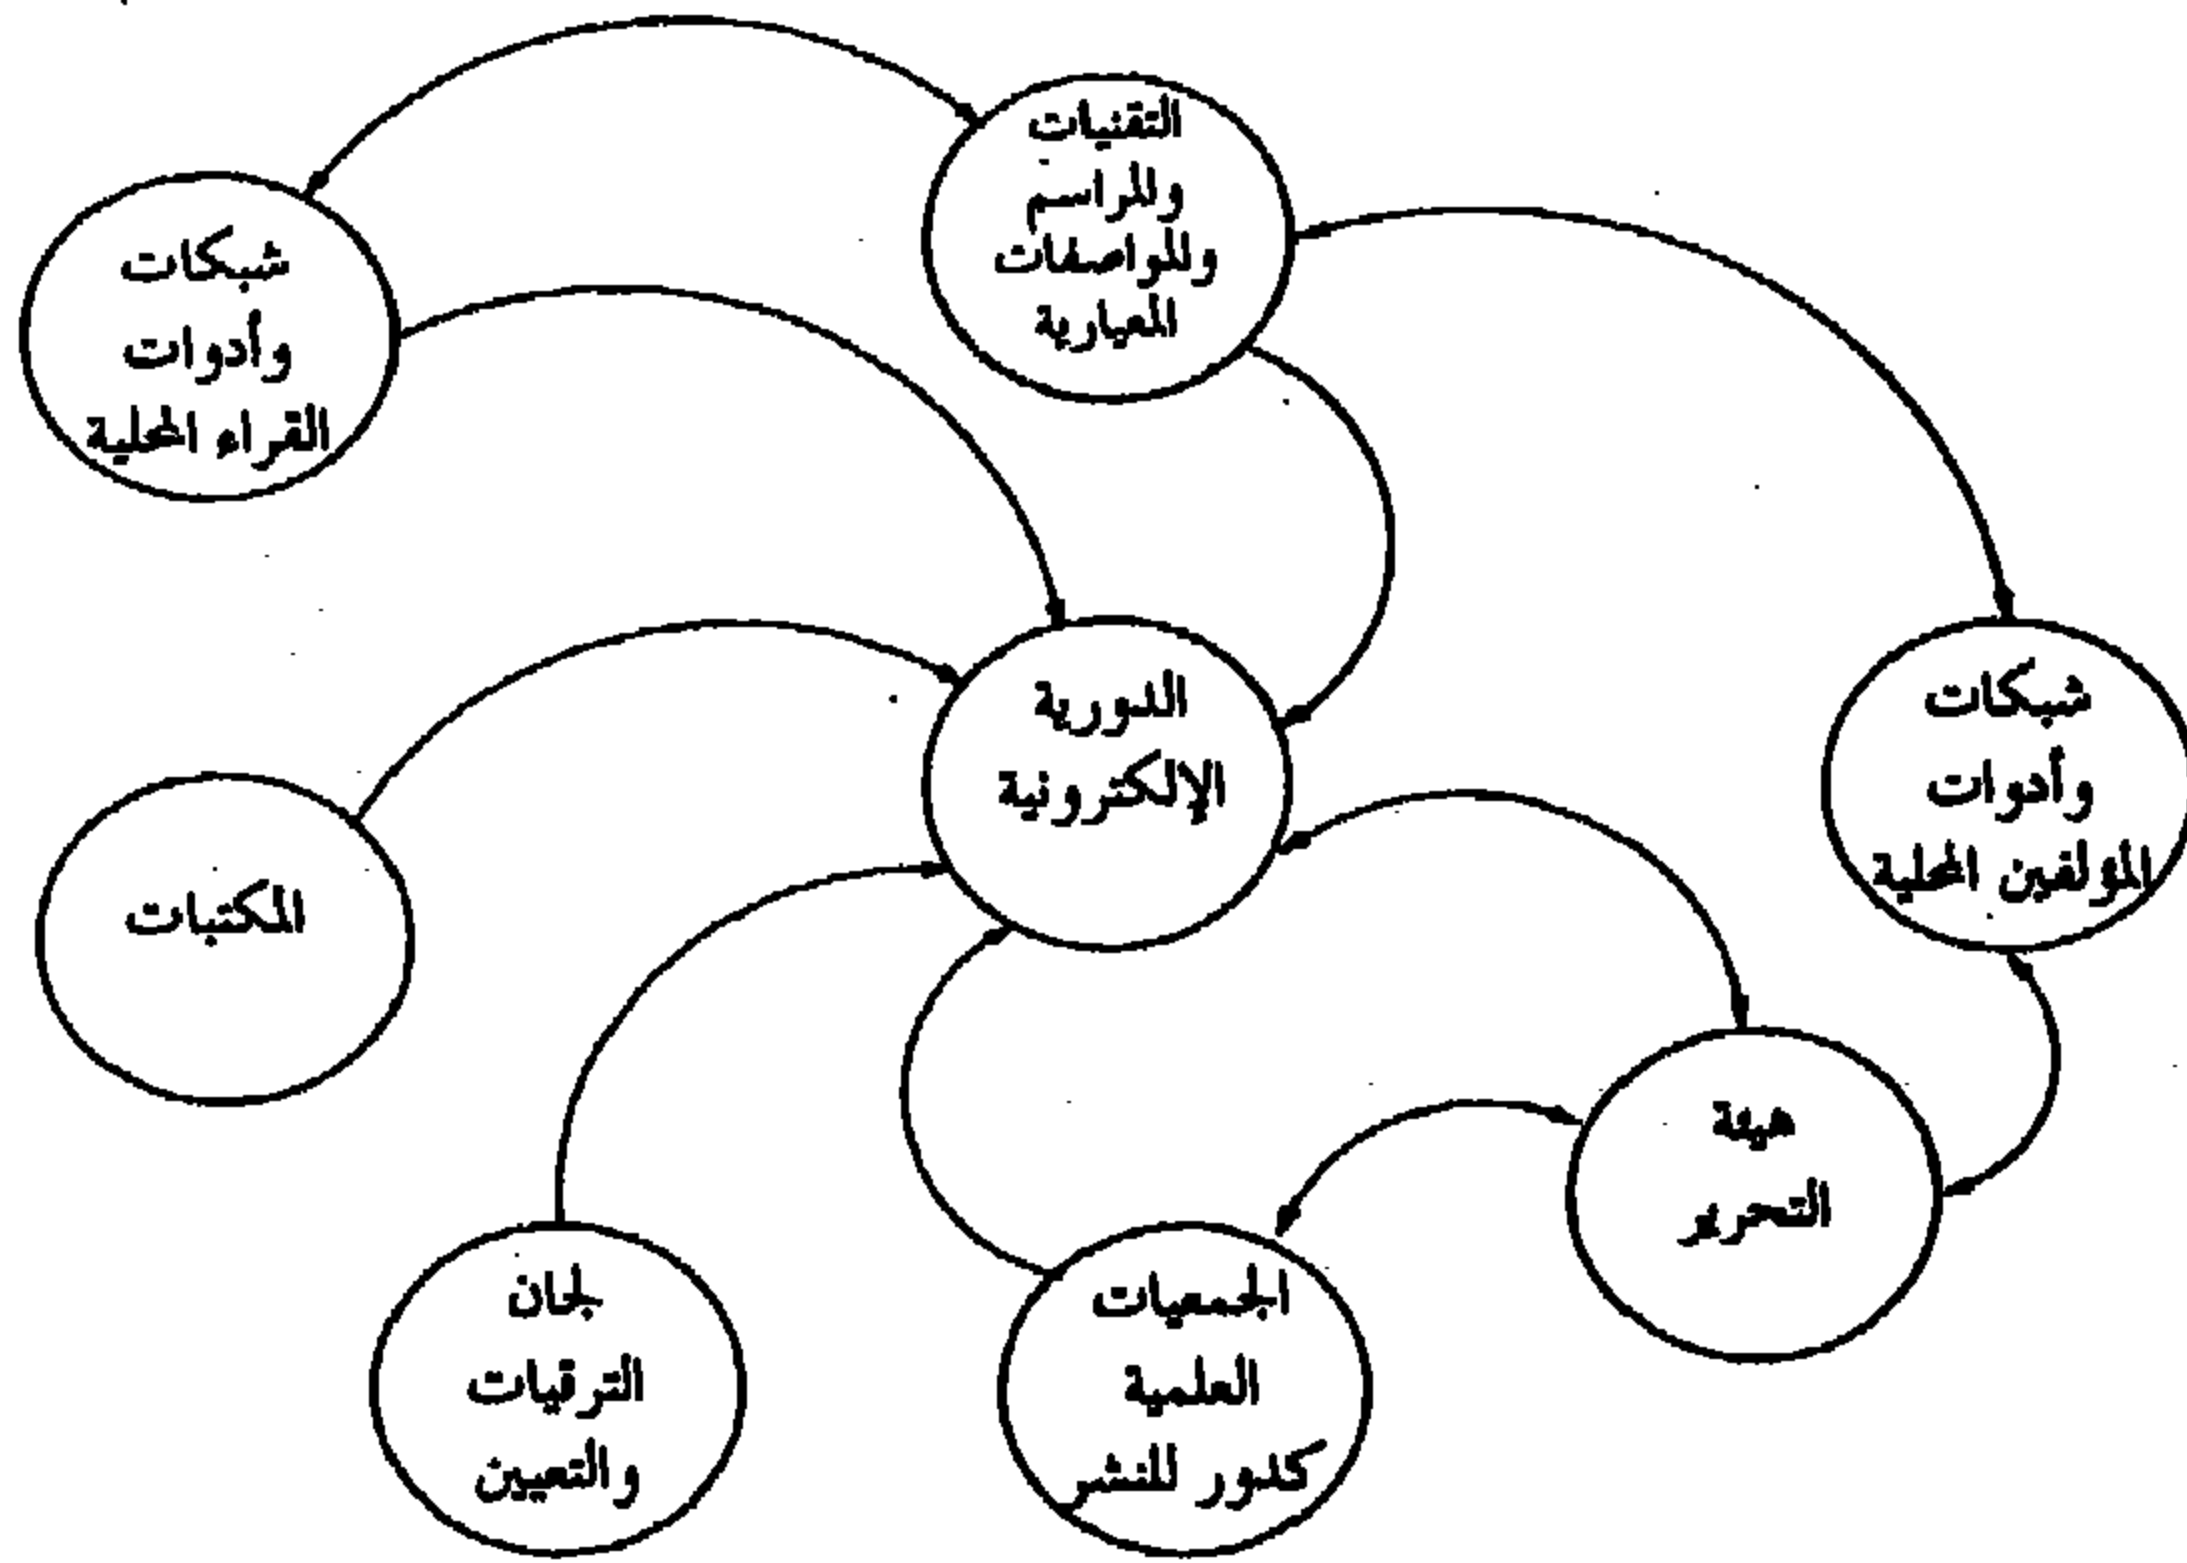 التقنيات
والمراسم
والمواصفات
المعيارية
شبكات
وأدوات
القراء المحلية
الدورية
الإلكترونية
شبكات
وأدوات
المؤلفين المحلية
المكتبات
هيئة
التحرير
الجمعيات
العلمية
كدور للنشر
لجان
الترقيات
والتعيين